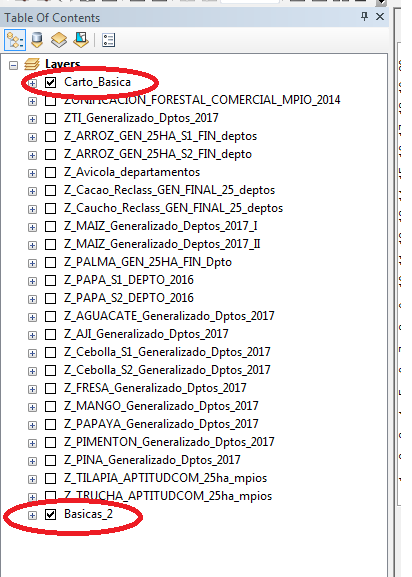 Table Of Contents
Layers
Carto_Basica
ZONIFICACION_FORESTAL_COMERCIAL_MPIO_2014
ZTI_Generalizado_Dptos_2017
Z_ARROZ_GEN_25HA_S1_FIN_deptos
Z_ARROZ_GEN_25HA_S2_FIN_depto
Z_Avicola_departamentos
Z_Cacao_Reclass_GEN_FINAL_25_deptos
Z_Caucho_Reclass_GEN_FINAL_25_deptos
Z_MAIZ_Generalizado_Deptos_2017_I
Z_MAIZ_Generalizado_Deptos_2017_II
Z_PALMA_GEN_25HA_FIN_Dpto
Z_PAPA_S1_DEPTO_2016
Z_PAPA_S2_DEPTO_2016
Z_AGUACATE_Generalizado_Dptos_2017
Z_AJI_Generalizado_Dptos_2017
Z_Cebolla_S1_Generalizado_Dptos_2017
Z_Cebolla_S2_Generalizado_Dptos_2017
Z_FRESA_Generalizado_Dptos_2017
Z_MANGO_Generalizado_Dptos_2017
Z_PAPAYA_Generalizado_Dptos_2017
Z_PIMENTON_Generalizado_Dptos_2017
Z_PINA_Generalizado_Dptos_2017
Z_TILAPIA_APTITUDCOM_25ha_mpios
Z_TRUCHA_APTITUDCOM_25ha_mpios
Basicas_2